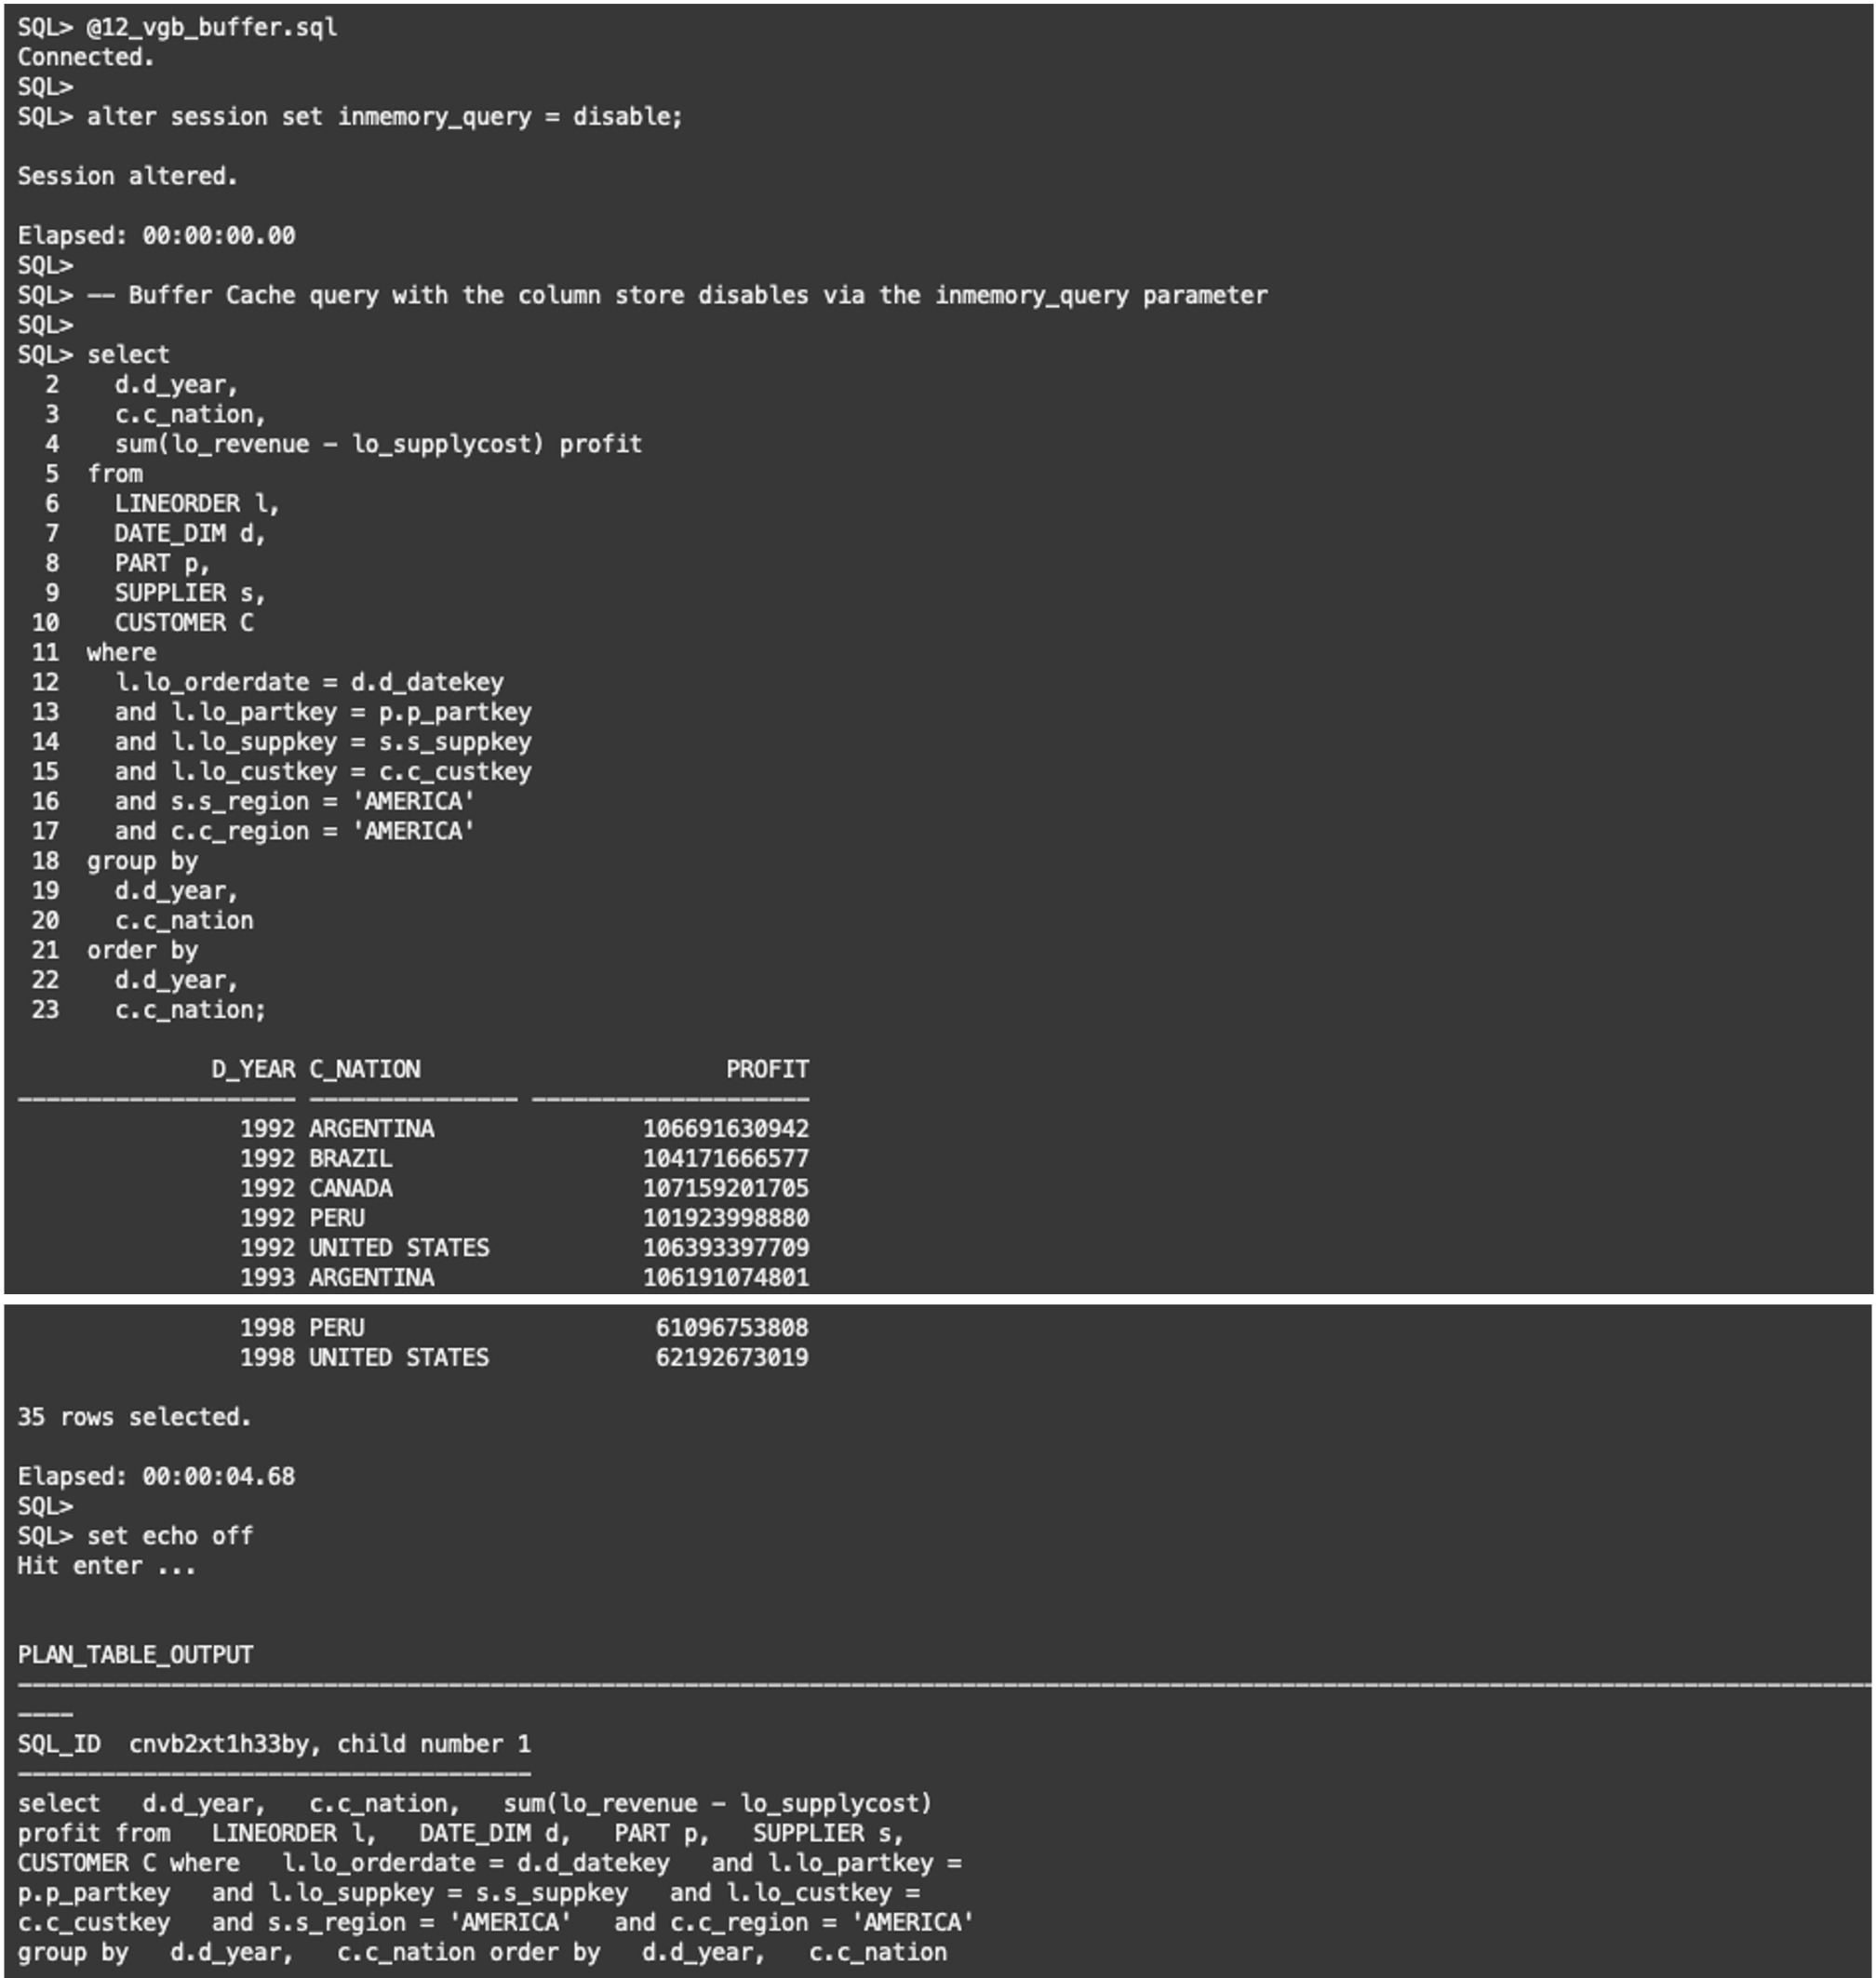 SQL> @12_vgb_buffer.sql
Connected.
SQL>
SQL> alter session set inmemory_query = disable;
Session altered.
Elapsed: 00:00:00.00
SQL>
SQL> -- Buffer Cache query with the column store disables via the inmemory_query parameter
SQL>
SQL> select
  2    d.d_year,
  3    c.c_nation,
  4    sum(lo_revenue - lo_supplycost) profit
  5  from
  6    LINEORDER l,
  7    DATE_DIM d,
  8    PART p,
  9    SUPPLIER s,
 10    CUSTOMER C
 11  where
 12    l.lo_orderdate = d.d_datekey
 13    and l.lo_partkey = p.p_partkey
 14    and l.lo_suppkey = s.s_suppkey
 15    and l.lo_custkey = c.c_custkey
 16    and s.s_region = 'AMERICA'
 17    and c.c_region = 'AMERICA'
 18  group by
 19    d.d_year,
 20    c.c_nation
 21  order by
 22    d.d_year,
 23    c.c_nation;
D_YEAR C_NATION PROFIT
-------------------- --------------- --------------------
1992 ARGENTINA 106691630942
1992 BRAZIL 104171666577
1992 CANADA 107159201705
1992 PERU 101923998880
1992 UNITED STATES 106393397709
1993 ARGENTINA 106191074801
1998 PERU 61096753808
1998 UNITED STATES 62192673019
35 rows selected.
Elapsed: 00:00:04.68
SQL>
SQL> set echo off
Hit enter ...
PLAN_TABLE_OUTPUT
--------------------------------------------------------------------------------------------------------------------------------------
----
SQL_ID  cnvb2xt1h33by, child number 1
-------------------------------------
select   d.d_year,   c.c_nation,   sum(lo_revenue - lo_supplycost)
profit from   LINEORDER l,   DATE_DIM d,   PART p,   SUPPLIER s,
CUSTOMER C where   l.lo_orderdate = d.d_datekey   and l.lo_partkey =
p.p_partkey   and l.lo_suppkey = s.s_suppkey   and l.lo_custkey =
c.c_custkey   and s.s_region = 'AMERICA'   and c.c_region = 'AMERICA'
group by   d.d_year,   c.c_nation order by   d.d_year,   c.c_nation